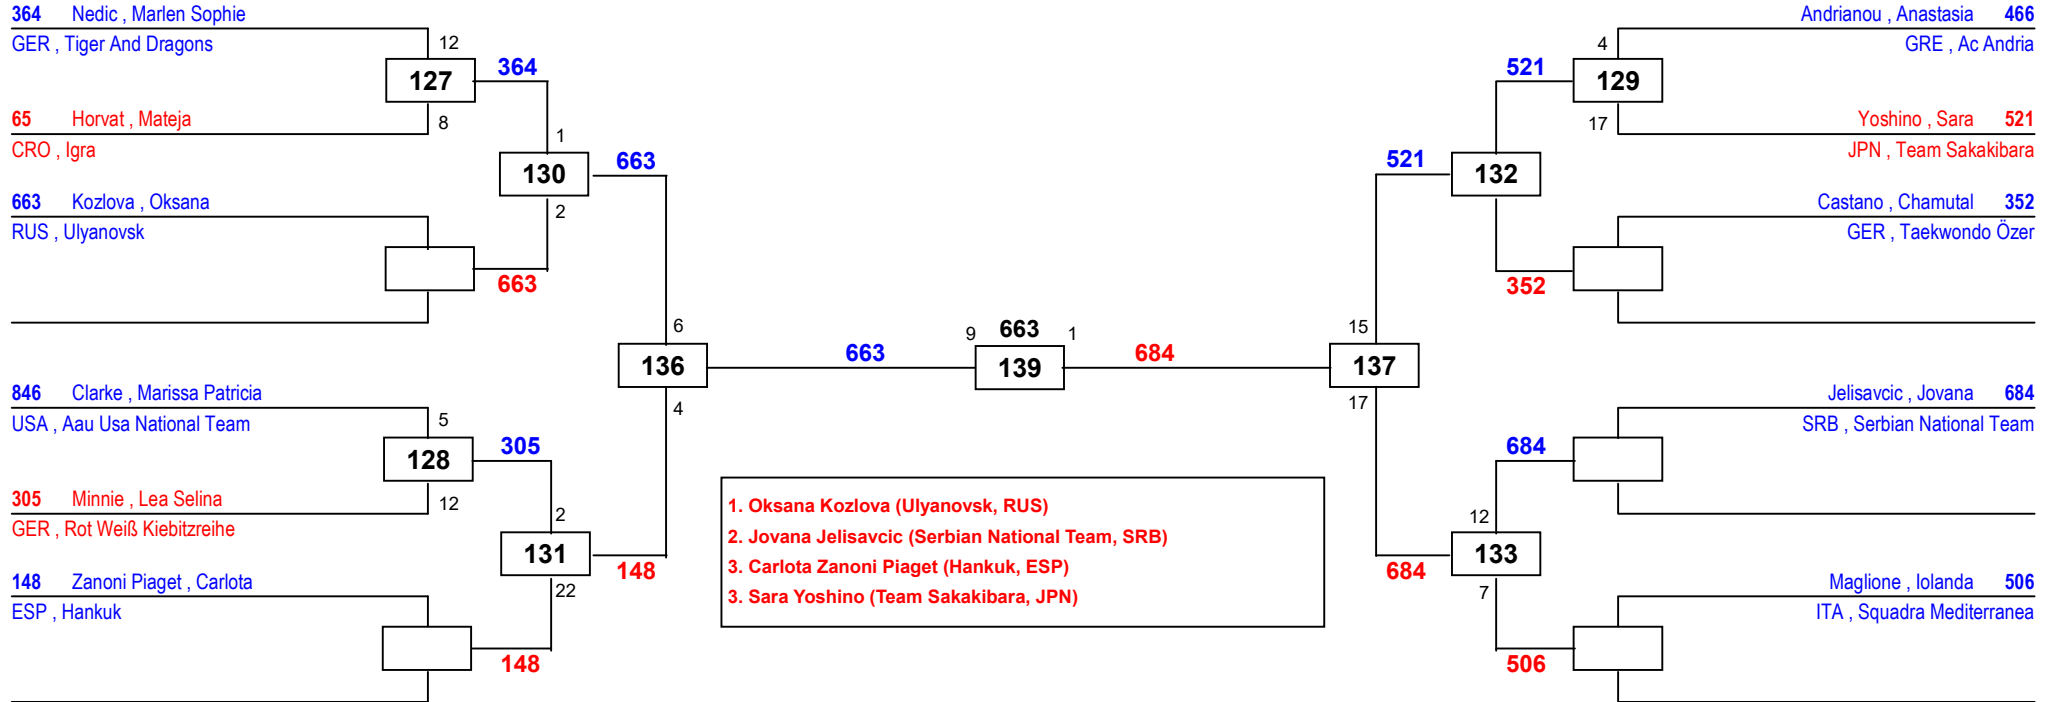 364 Nedic , Marlen Sophie
GER , Tiger And Dragons
12
127
364
65 Horvat , Mateja
8
CRO , Igra
1
130
663
663 Kozlova , Oksana
2
RUS , Ulyanovsk
663
6
136
663
4
846 Clarke , Marissa Patricia
USA , Aau Usa National Team
5
128
305
305 Minnie , Lea Selina
12
GER , Rot Weiß Kiebitzreihe
2
131
148
22
148 Zanoni Piaget , Carlota
ESP , Hankuk
148
9 663 1
139
684
1. Oksana Kozlova (Ulyanovsk, RUS)
2. Jovana Jelisavcic (Serbian National Team, SRB)
3. Carlota Zanoni Piaget (Hankuk, ESP)
3. Sara Yoshino (Team Sakakibara, JPN)
Andrianou , Anastasia 466
GRE , Ac Andria
4
521
129
17
Yoshino , Sara 521
JPN , Team Sakakibara
521
132
Castano , Chamutal 352
GER , Taekwondo Özer
352
15
137
17
Jelisavcic , Jovana 684
SRB , Serbian National Team
684
12
133
684
7
Maglione , Iolanda 506
ITA , Squadra Mediterranea
506